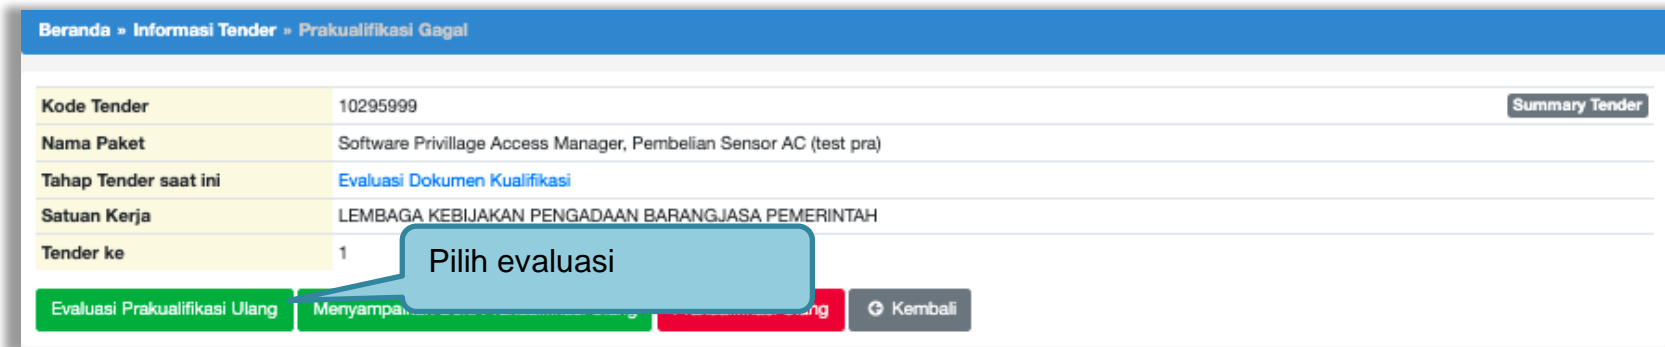 Beranda » Informasi Tender » Prakualifikasi Gagal
Kode Tender 10295999 Summary Tender
Nama Paket Software Privillage Access Manager, Pembelian Sensor AC (test pra)
Tahap Tender saat ini Evaluasi Dokumen Kualifikasi
Satuan Kerja LEMBAGA KEBIJAKAN PENGADAAN BARANGJASA PEMERINTAH
Tender ke 1
Pilih evaluasi
Evaluasi Prakualifikasi Ulang Kembali